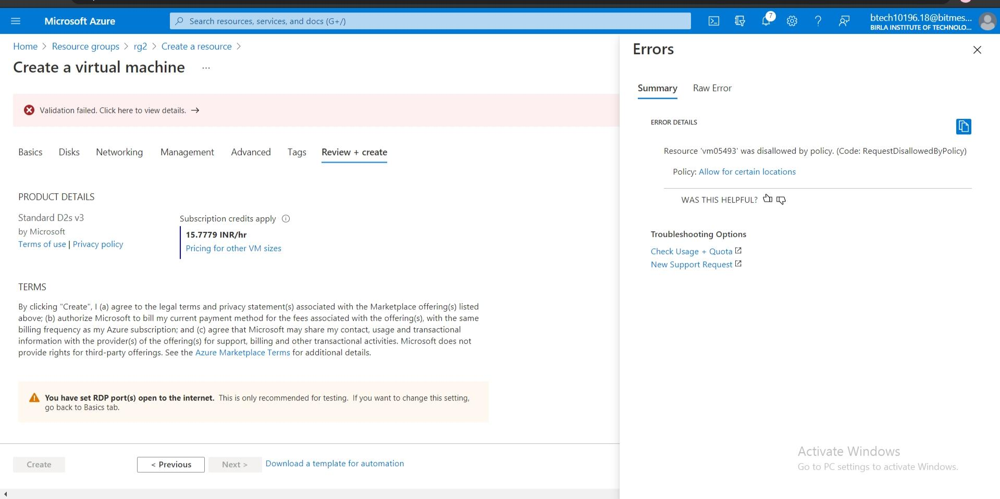 Microsoft Azure
Search resources, services, and docs (G+/)
7
btech10196.18@bitmes...
BIRLA INSTITUTE OF TECHNOLO...
Home > Resource groups > rg2 > Create a resource >
Create a virtual machine ...
Validation failed. Click here to view details. →
Basics Disks Networking Management Advanced Tags Review + create
PRODUCT DETAILS
Standard D2s v3
by Microsoft
Terms of use | Privacy policy
Subscription credits apply
15.7779 INR/hr
Pricing for other VM sizes
TERMS
By clicking "Create", I (a) agree to the legal terms and privacy statement(s) associated with the Marketplace offering(s) listed
above; (b) authorize Microsoft to bill my current payment method for the fees associated with the offering(s), with the same
billing frequency as my Azure subscription; and (c) agree that Microsoft may share my contact, usage and transactional
information with the provider(s) of the offering(s) for support, billing and other transactional activities. Microsoft does not
provide rights for third-party offerings. See the Azure Marketplace Terms for additional details.
You have set RDP port(s) open to the internet. This is only recommended for testing. If you want to change this setting,
go back to Basics tab.
Create
< Previous
Next >
Download a template for automation
Errors
Summary Raw Error
ERROR DETAILS
Resource 'vm05493' was disallowed by policy. (Code: RequestDisallowedByPolicy)
Policy: Allow for certain locations
WAS THIS HELPFUL?
Troubleshooting Options
Check Usage + Quota
New Support Request
Activate Windows
Go to PC settings to activate Windows.